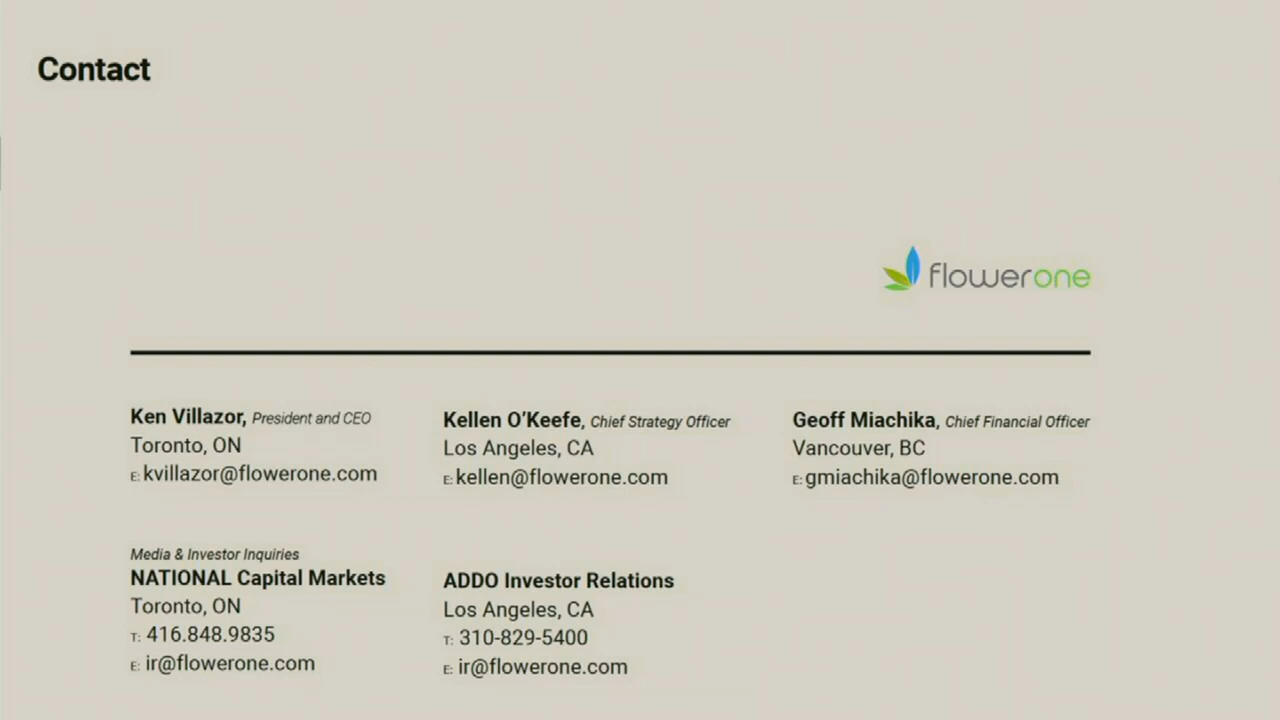 Contact
flowerone
Ken Villazor, President and CEO
Toronto, ON
E: kvillazor@flowerone.com
Kellen O’Keefe, Chief Strategy Officer
Los Angeles, CA
E: kellen@flowerone.com
Geoff Miachika, Chief Financial Officer
Vancouver, BC
E: gmiachika@flowerone.com
Media & Investor Inquiries
NATIONAL Capital Markets
Toronto, ON
T: 416.848.9835
E: ir@flowerone.com
ADDO Investor Relations
Los Angeles, CA
T: 310-829-5400
E: ir@flowerone.com